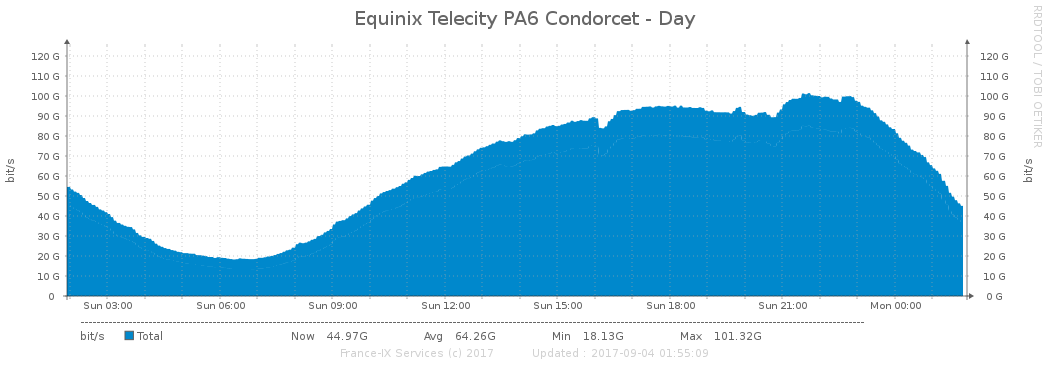 Equinix Telecity PA6 Condorcet - Day
RRDTOOL / TOBI OETIKER
bit/s
120 G 120 G
110 G 110 G
100 G 100 G
90 G 90 G
80 G 80 G
70 G 70 G
60 G 60 G
50 G 50 G
40 G 40 G
30 G 30 G
20 G 20 G
10 G 10 G
0 0 G
bit/s
Sun 03:00 Sun 06:00 Sun 09:00 Sun 12:00 Sun 15:00 Sun 18:00 Sun 21:00 Mon 00:00
bit/s Total Now 44.97G Avg 64.26G Min 18.13G Max 101.32G
France-IX Services (c) 2017 Updated : 2017-09-04 01:55:09